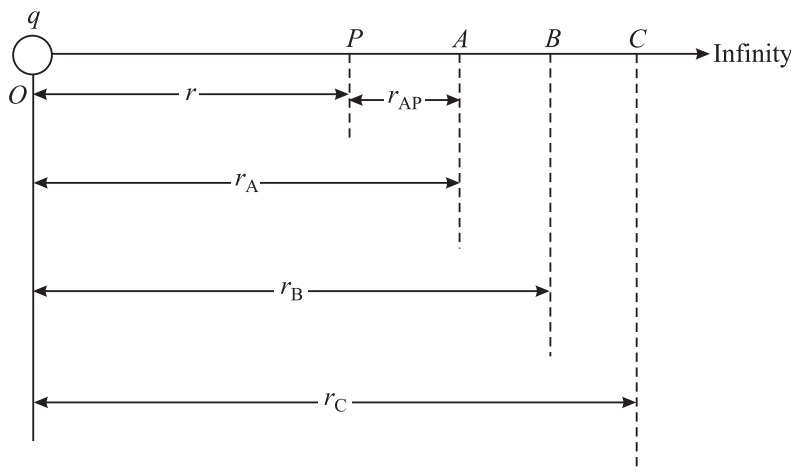 q
P A B C
Infinity
O r
r_AP
r_A
r_B
r_C